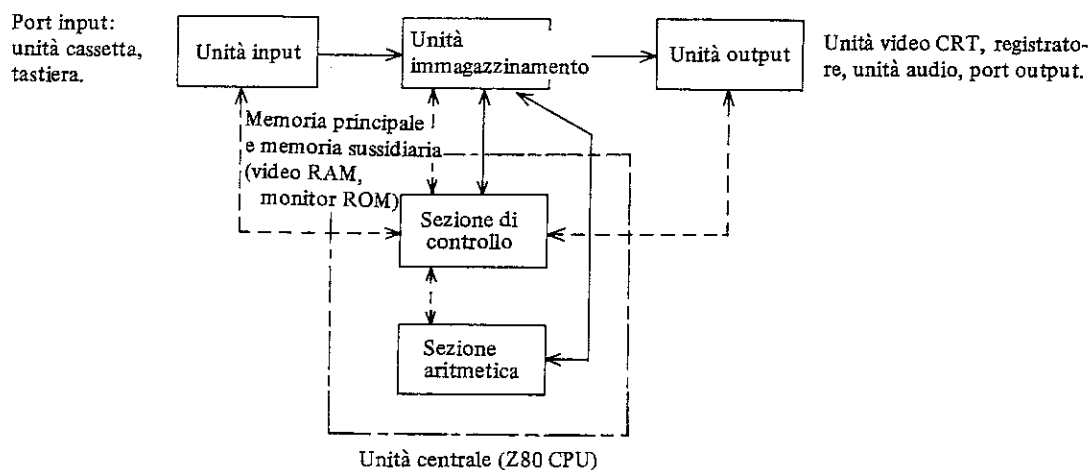 Port input:
unità cassetta,
tastiera.
Unità input
Unità
immagazzinamento
Unità output
Unità video CRT, registrato-
re, unità audio, port output.
Memoria principale
e memoria sussidiaria
(video RAM,
monitor ROM)
Sezione di
controllo
Sezione
aritmetica
Unità centrale (Z80 CPU)